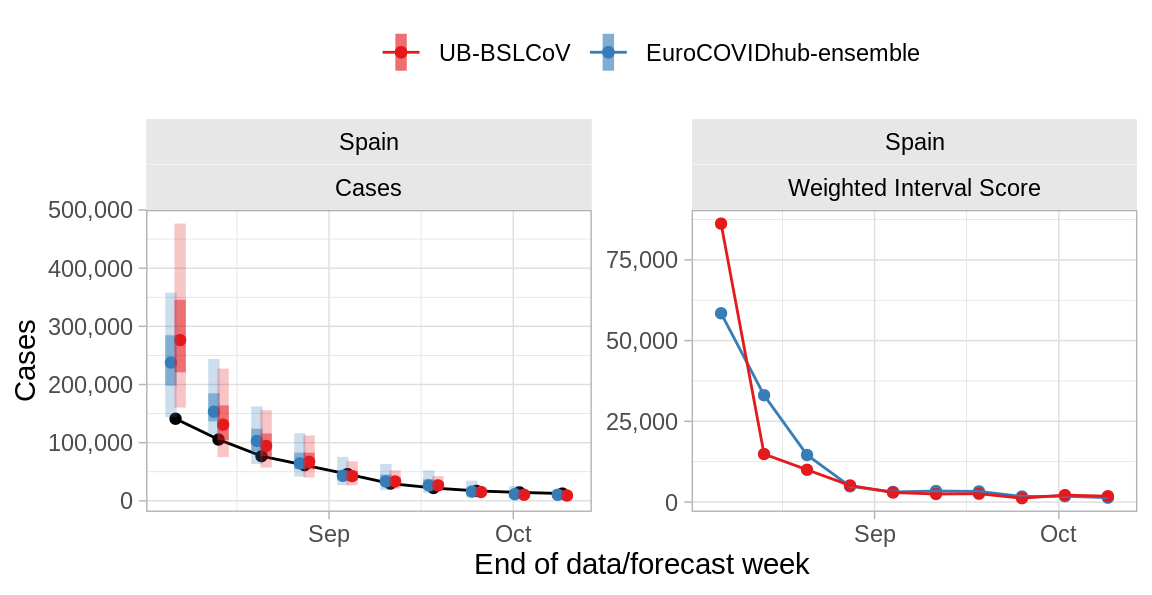 UB-BSLCoV EuroCOVIDhub-ensemble
Spain
Cases
500,000
400,000
300,000
200,000
100,000
0
Cases
Sep Oct
Spain
Weighted Interval Score
75,000
50,000
25,000
0
Sep Oct
End of data/forecast week